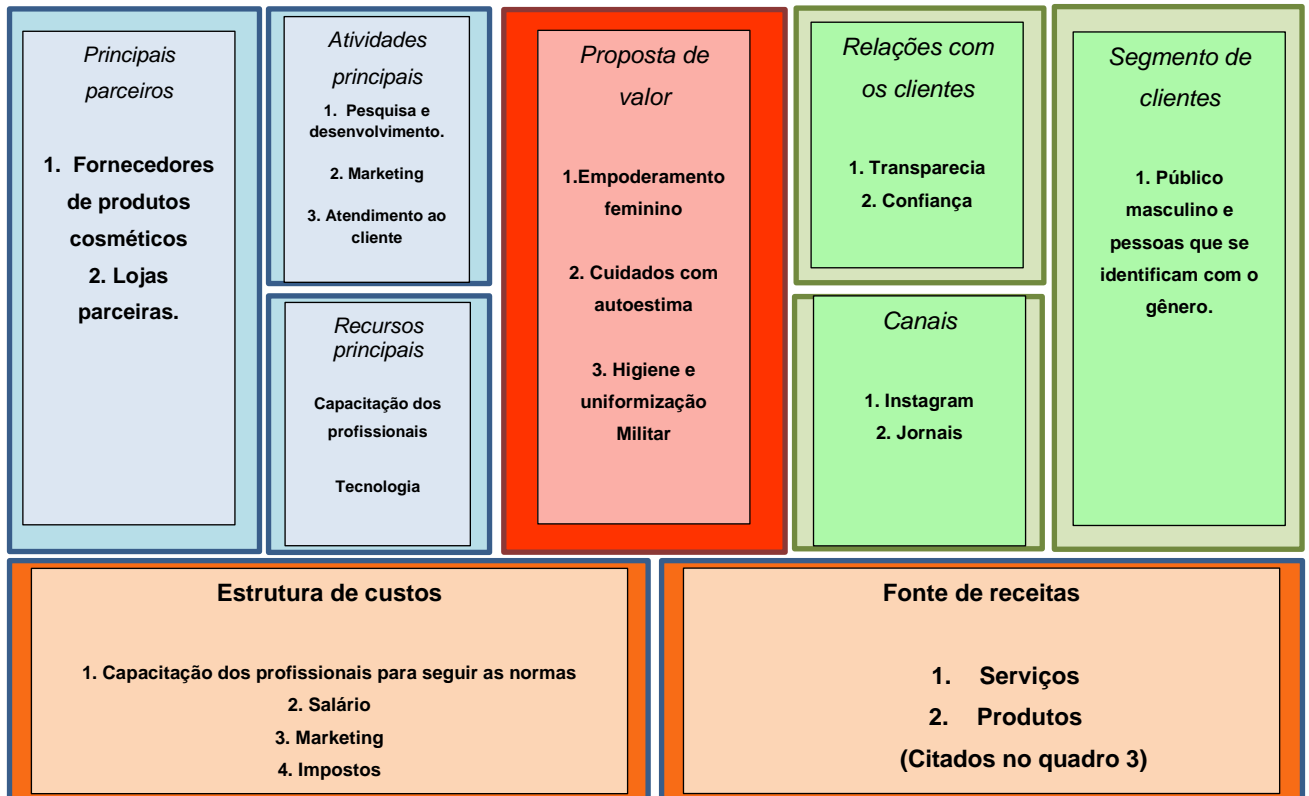 Principais
parceiros
1. Fornecedores
de produtos
cosméticos
2. Lojas
parceiras.
Atividades
principais
1. Pesquisa e
desenvolvimento.
2. Marketing
3. Atendimento ao
cliente
Recursos
principais
Capacitação dos
profissionais
Tecnologia
Proposta de
valor
1.Empoderamento
feminino
2. Cuidados com
autoestima
3. Higiene e
uniformização
Militar
Relações com
os clientes
1. Transparecia
2. Confiança
Canais
1. Instagram
2. Jornais
Segmento de
clientes
1. Público
masculino e
pessoas que se
identificam com o
gênero.
Estrutura de custos
1. Capacitação dos profissionais para seguir as normas
2. Salário
3. Marketing
4. Impostos
Fonte de receitas
1. Serviços
2. Produtos
(Citados no quadro 3)